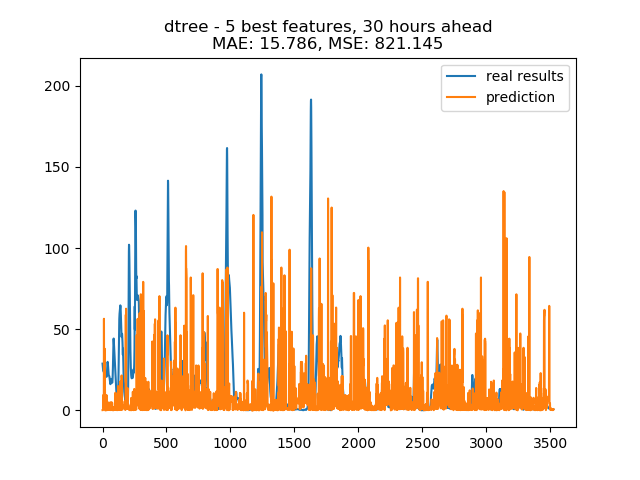 dtree - 5 best features, 30 hours ahead
MAE: 15.786, MSE: 821.145
real results
prediction
200
150
100
50
0
0 500 1000 1500 2000 2500 3000 3500